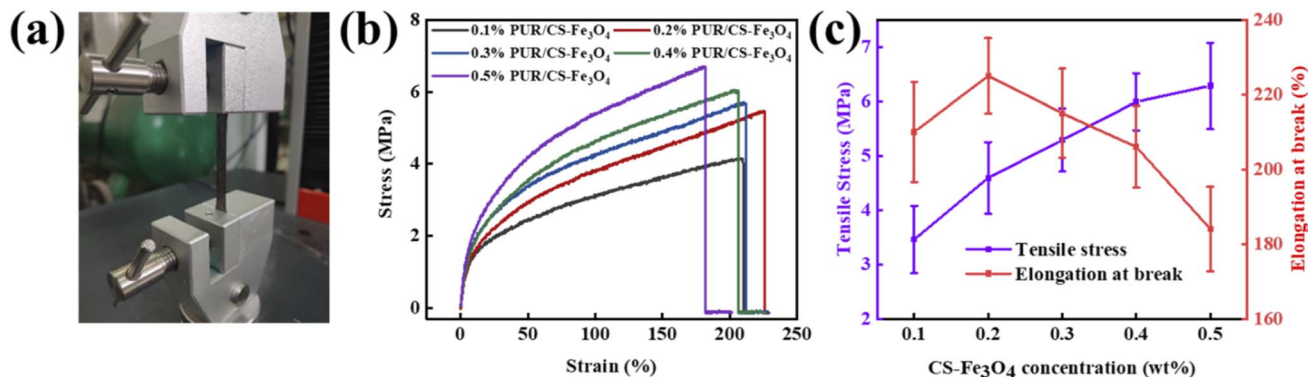 (a)
(b)
0.1% PUR/CS-Fe₃O₄ 0.2% PUR/CS-Fe₃O₄
0.3% PUR/CS-Fe₃O₄ 0.4% PUR/CS-Fe₃O₄
0.5% PUR/CS-Fe₃O₄
Stress (MPa)
8
6
4
2
0
0 50 100 150 200 250
Strain (%)
(c)
Tensile Stress (MPa)
7
6
5
4
3
2
Tensile stress
Elongation at break
0.1 0.2 0.3 0.4 0.5
CS-Fe₃O₄ concentration (wt%)
240
220
200
180
160
Elongation at break (%)